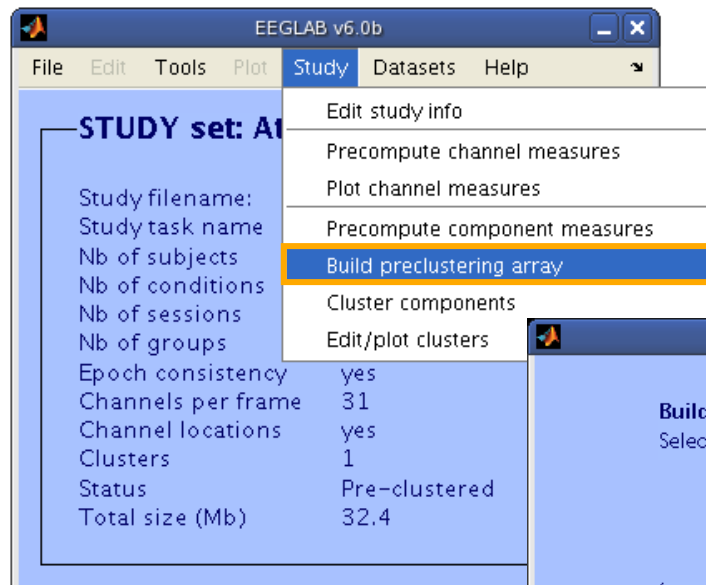 EEGLAB v6.0b
File Edit Tools Plot Study Datasets Help
STUDY set: At
Edit study info
Precompute channel measures
Plot channel measures
Precompute component measures
Build preclustering array
Cluster components
Edit/plot clusters
Study filename:
Study task name
Nb of subjects
Nb of conditions
Nb of sessions
Nb of groups
Epoch consistency yes
Channels per frame 31
Channel locations yes
Clusters 1
Status Pre-clustered
Total size (Mb) 32.4
Build
Selec